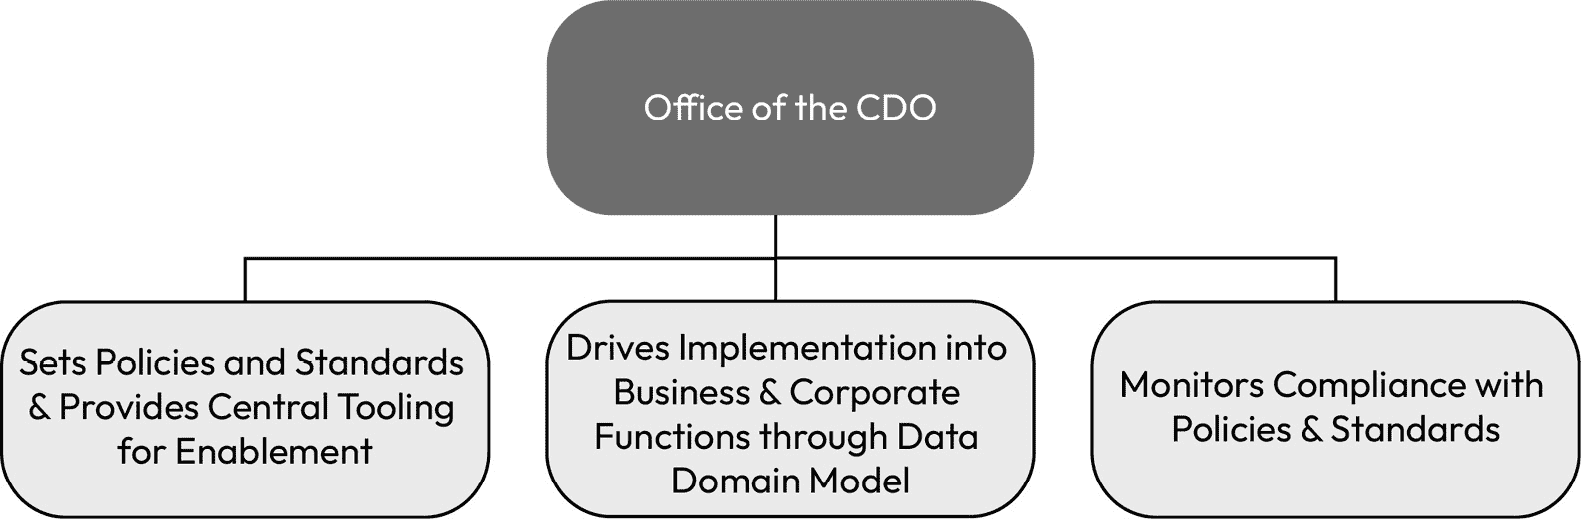 Office of the CDO
Sets Policies and Standards
& Provides Central Tooling
for Enablement
Drives Implementation into
Business & Corporate
Functions through Data
Domain Model
Monitors Compliance with
Policies & Standards